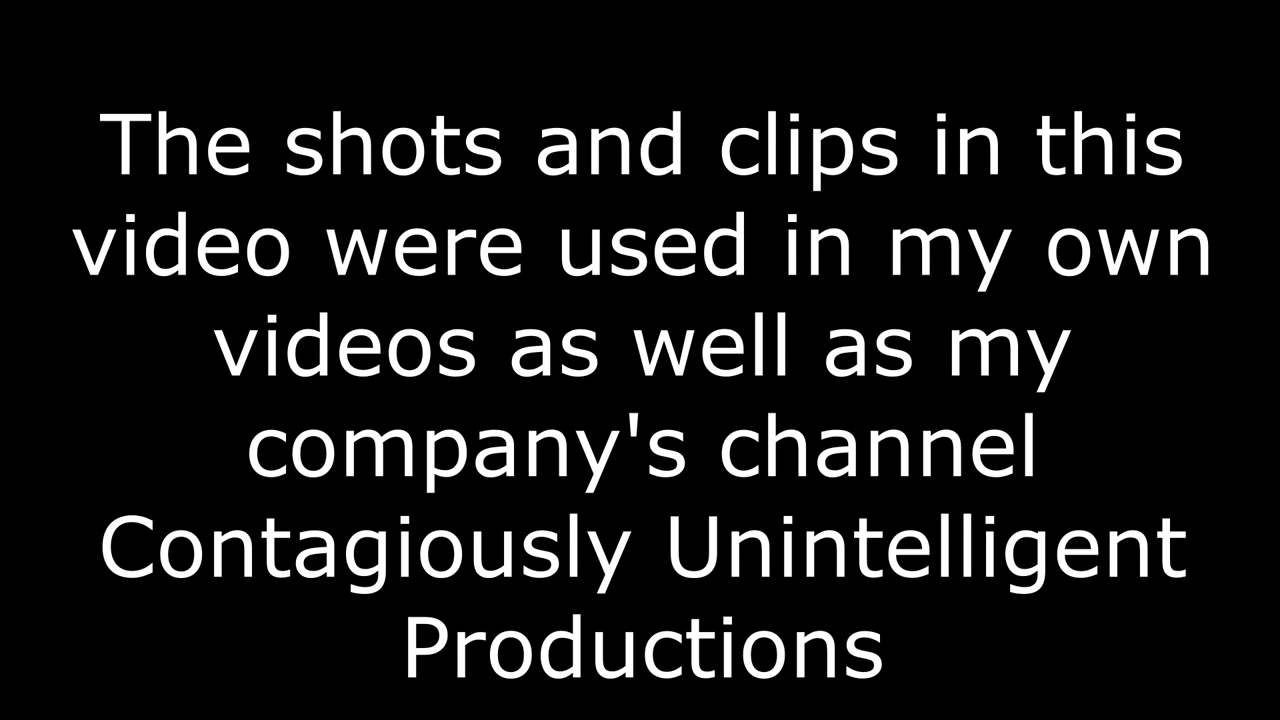 The shots and clips in this
video were used in my own
videos as well as my
company's channel
Contagiously Unintelligent
Productions